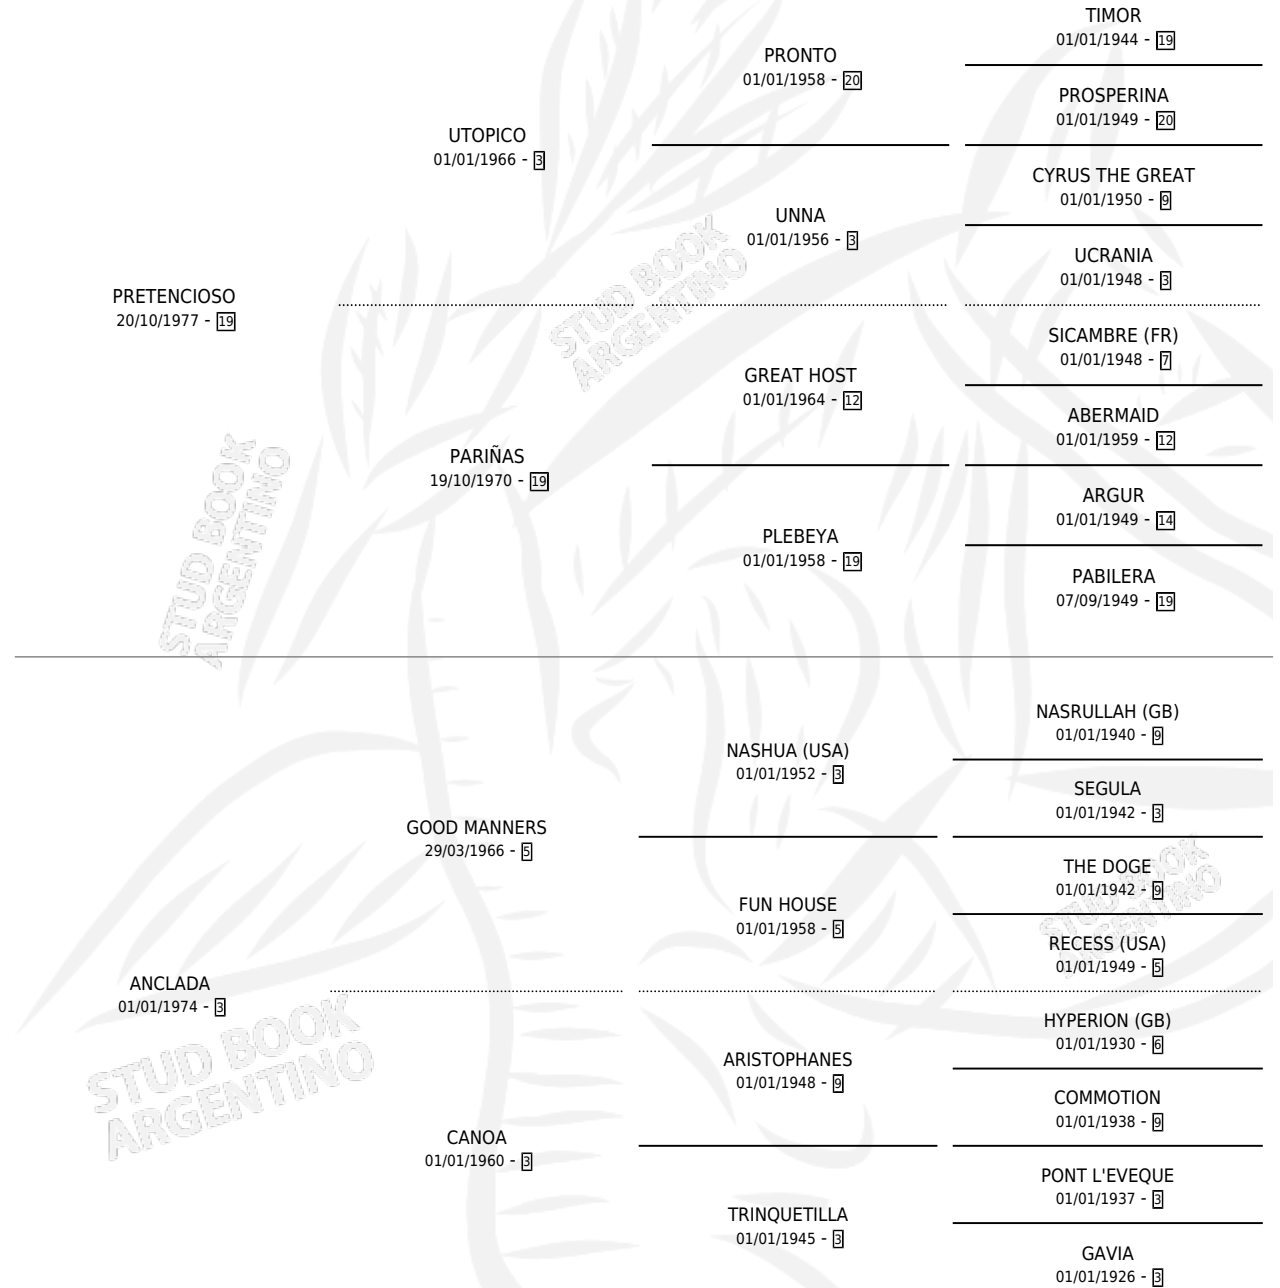 TIMOR
01/01/1944 - 19
PRONTO
01/01/1958 - 20
PROSPERINA
01/01/1949 - 20
UTOPICO
01/01/1966 - 3
CYRUS THE GREAT
01/01/1950 - 9
UNNA
01/01/1956 - 3
UCRANIA
01/01/1948 - 3
PRETENCIOSO
20/10/1977 - 19
SICAMBRE (FR)
01/01/1948 - 7
GREAT HOST
01/01/1964 - 12
ABERMAID
01/01/1959 - 12
PARIÑAS
19/10/1970 - 19
ARGUR
01/01/1949 - 14
PLEBEYA
01/01/1958 - 19
PABILERA
07/09/1949 - 19
STUD BOOK
ARGENTINO
STUD BOOK
ARGENTINO
NASRULLAH (GB)
01/01/1940 - 9
NASHUA (USA)
01/01/1952 - 3
SEGULA
01/01/1942 - 3
GOOD MANNERS
29/03/1966 - 5
THE DOGE
01/01/1942 - 9
FUN HOUSE
01/01/1958 - 5
RECESS (USA)
01/01/1949 - 5
STUD BOOK
ARGENTINO
ANCLADA
01/01/1974 - 3
HYPERION (GB)
01/01/1930 - 6
ARISTOPHANES
01/01/1948 - 9
COMMOTION
01/01/1938 - 9
STUD BOOK
ARGENTINO
CANOA
01/01/1960 - 3
PONT L'EVEQUE
01/01/1937 - 3
TRINQUETILLA
01/01/1945 - 3
GAVIA
01/01/1926 - 3